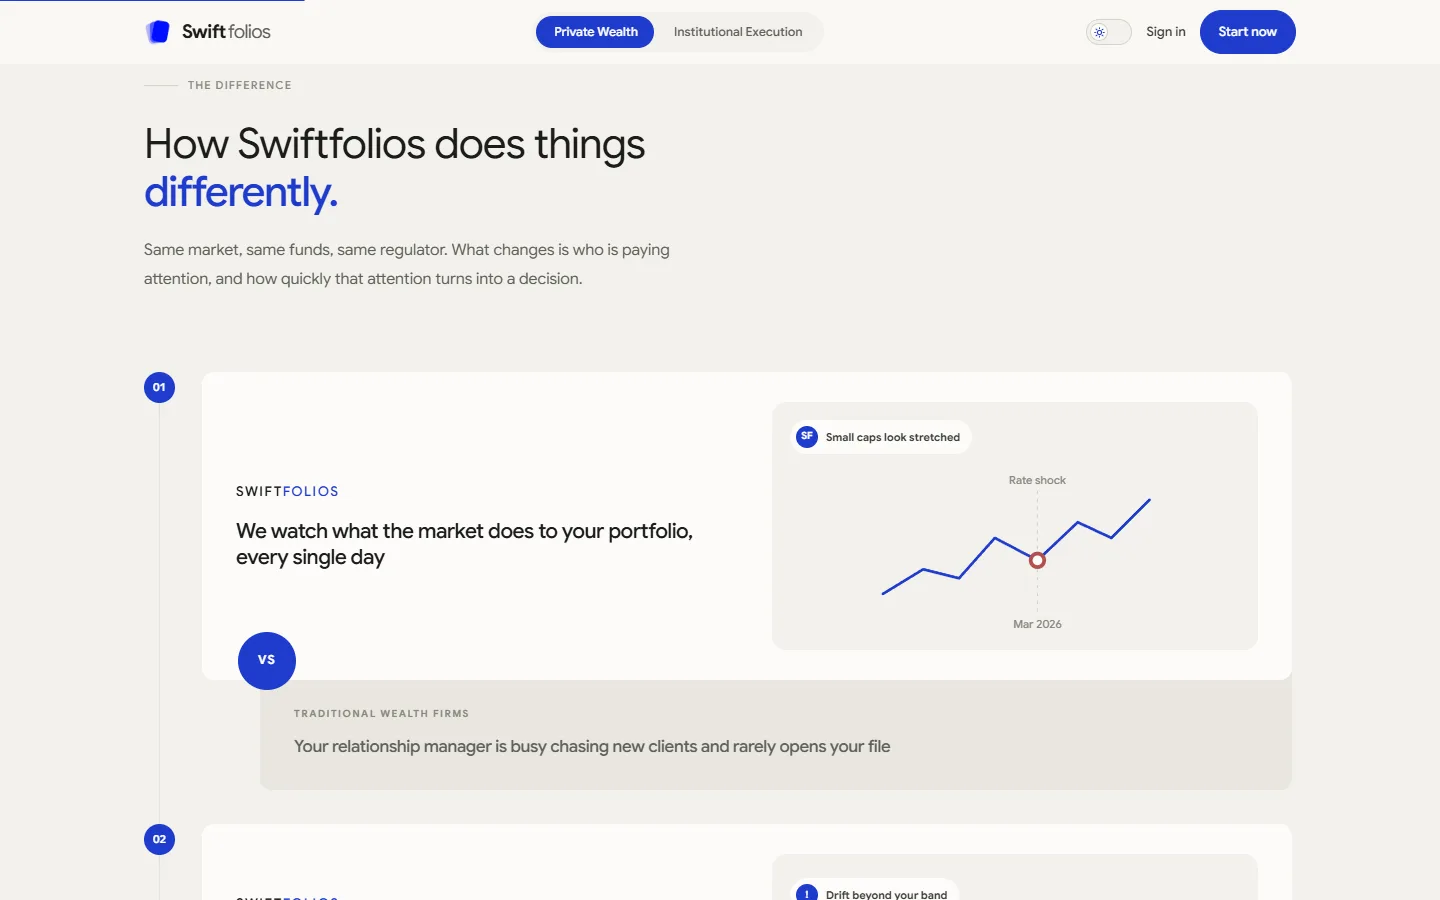 Swiftfolios
Private Wealth
Institutional Execution
Sign in
Start now
THE DIFFERENCE
How Swiftfolios does things
differently.
Same market, same funds, same regulator. What changes is who is paying
attention, and how quickly that attention turns into a decision.
01
SWIFTFOLIOS
We watch what the market does to your portfolio,
every single day
SF
Small caps look stretched
Rate shock
Mar 2026
VS
TRADITIONAL WEALTH FIRMS
Your relationship manager is busy chasing new clients and rarely opens your file
02
SWIFTFOLIOS
!
Drift beyond your band